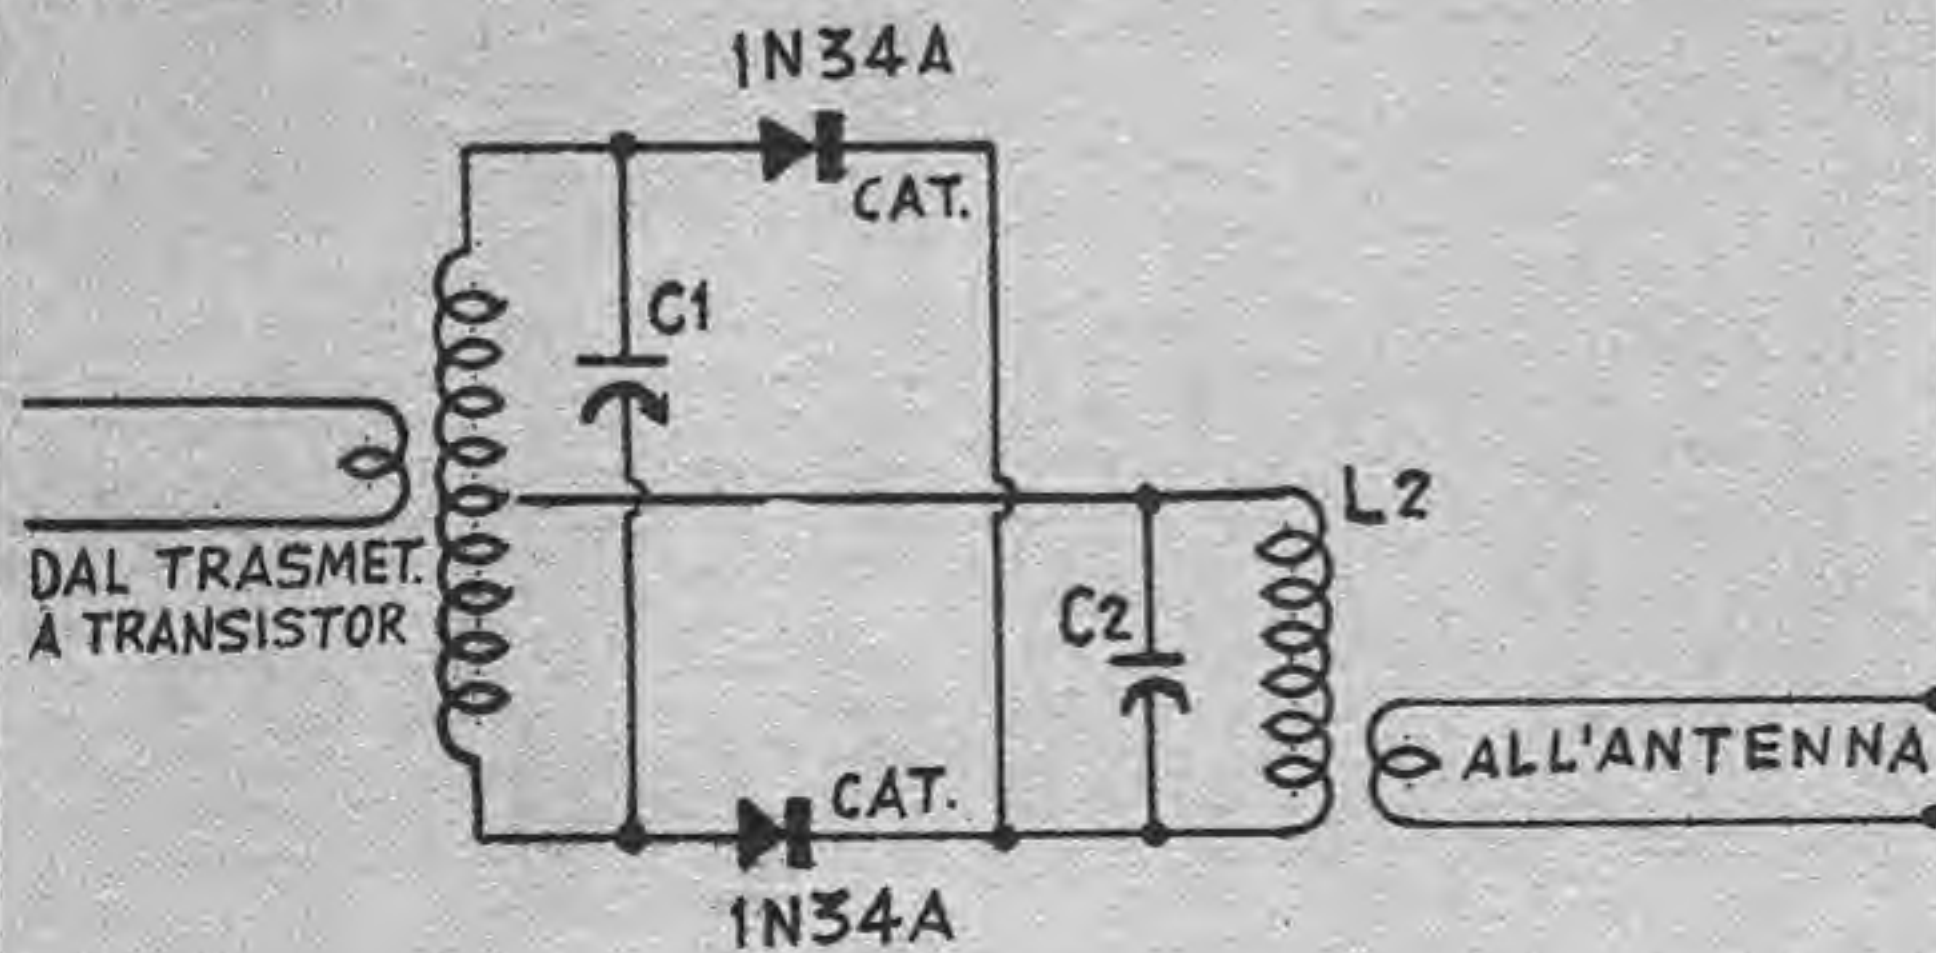 1N34A
CAT.
C1
L2
DAL TRASMET.
A TRANSISTOR
C2
ALL'ANTENNA
CAT.
1N34A